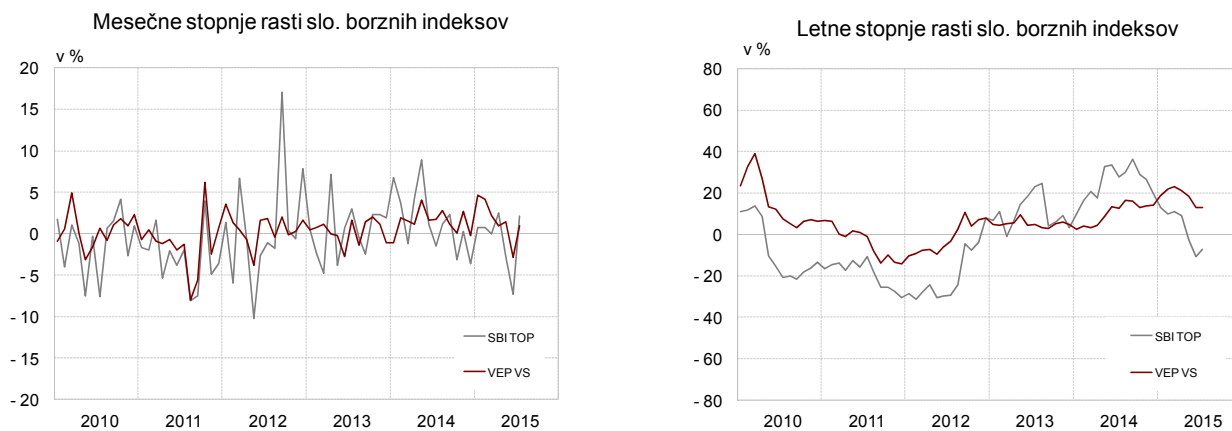 Mesečne stopnje rasti slo. borznih indeksov
v %
20
15
10
5
0
- 5
- 10
- 15
- 20
SBI TOP
VEP VS
2010 2011 2012 2013 2014 2015
Letne stopnje rasti slo. borznih indeksov
v %
80
60
40
20
0
- 20
- 40
- 60
- 80
SBI TOP
VEP VS
2010 2011 2012 2013 2014 2015